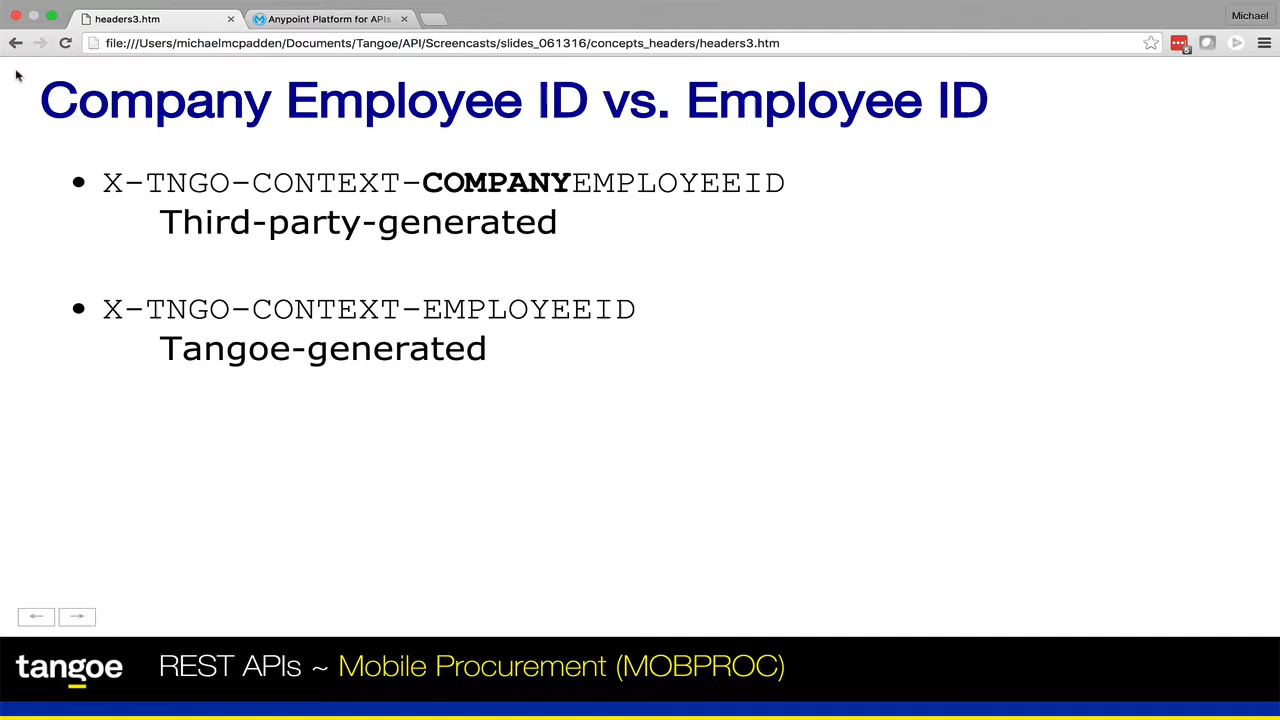 headers3.htm
Anypoint Platform for APIs
Michael
file:///Users/michaelmcpadden/Documents/Tangoe/API/Screencasts/slides_061316/concepts_headers/headers3.htm
Company Employee ID vs. Employee ID
• X-TNGO-CONTEXT-COMPANYEMPLOYEEID
Third-party-generated
• X-TNGO-CONTEXT-EMPLOYEEID
Tangoe-generated
tangoe
REST APIs ~ Mobile Procurement (MOBPROC)